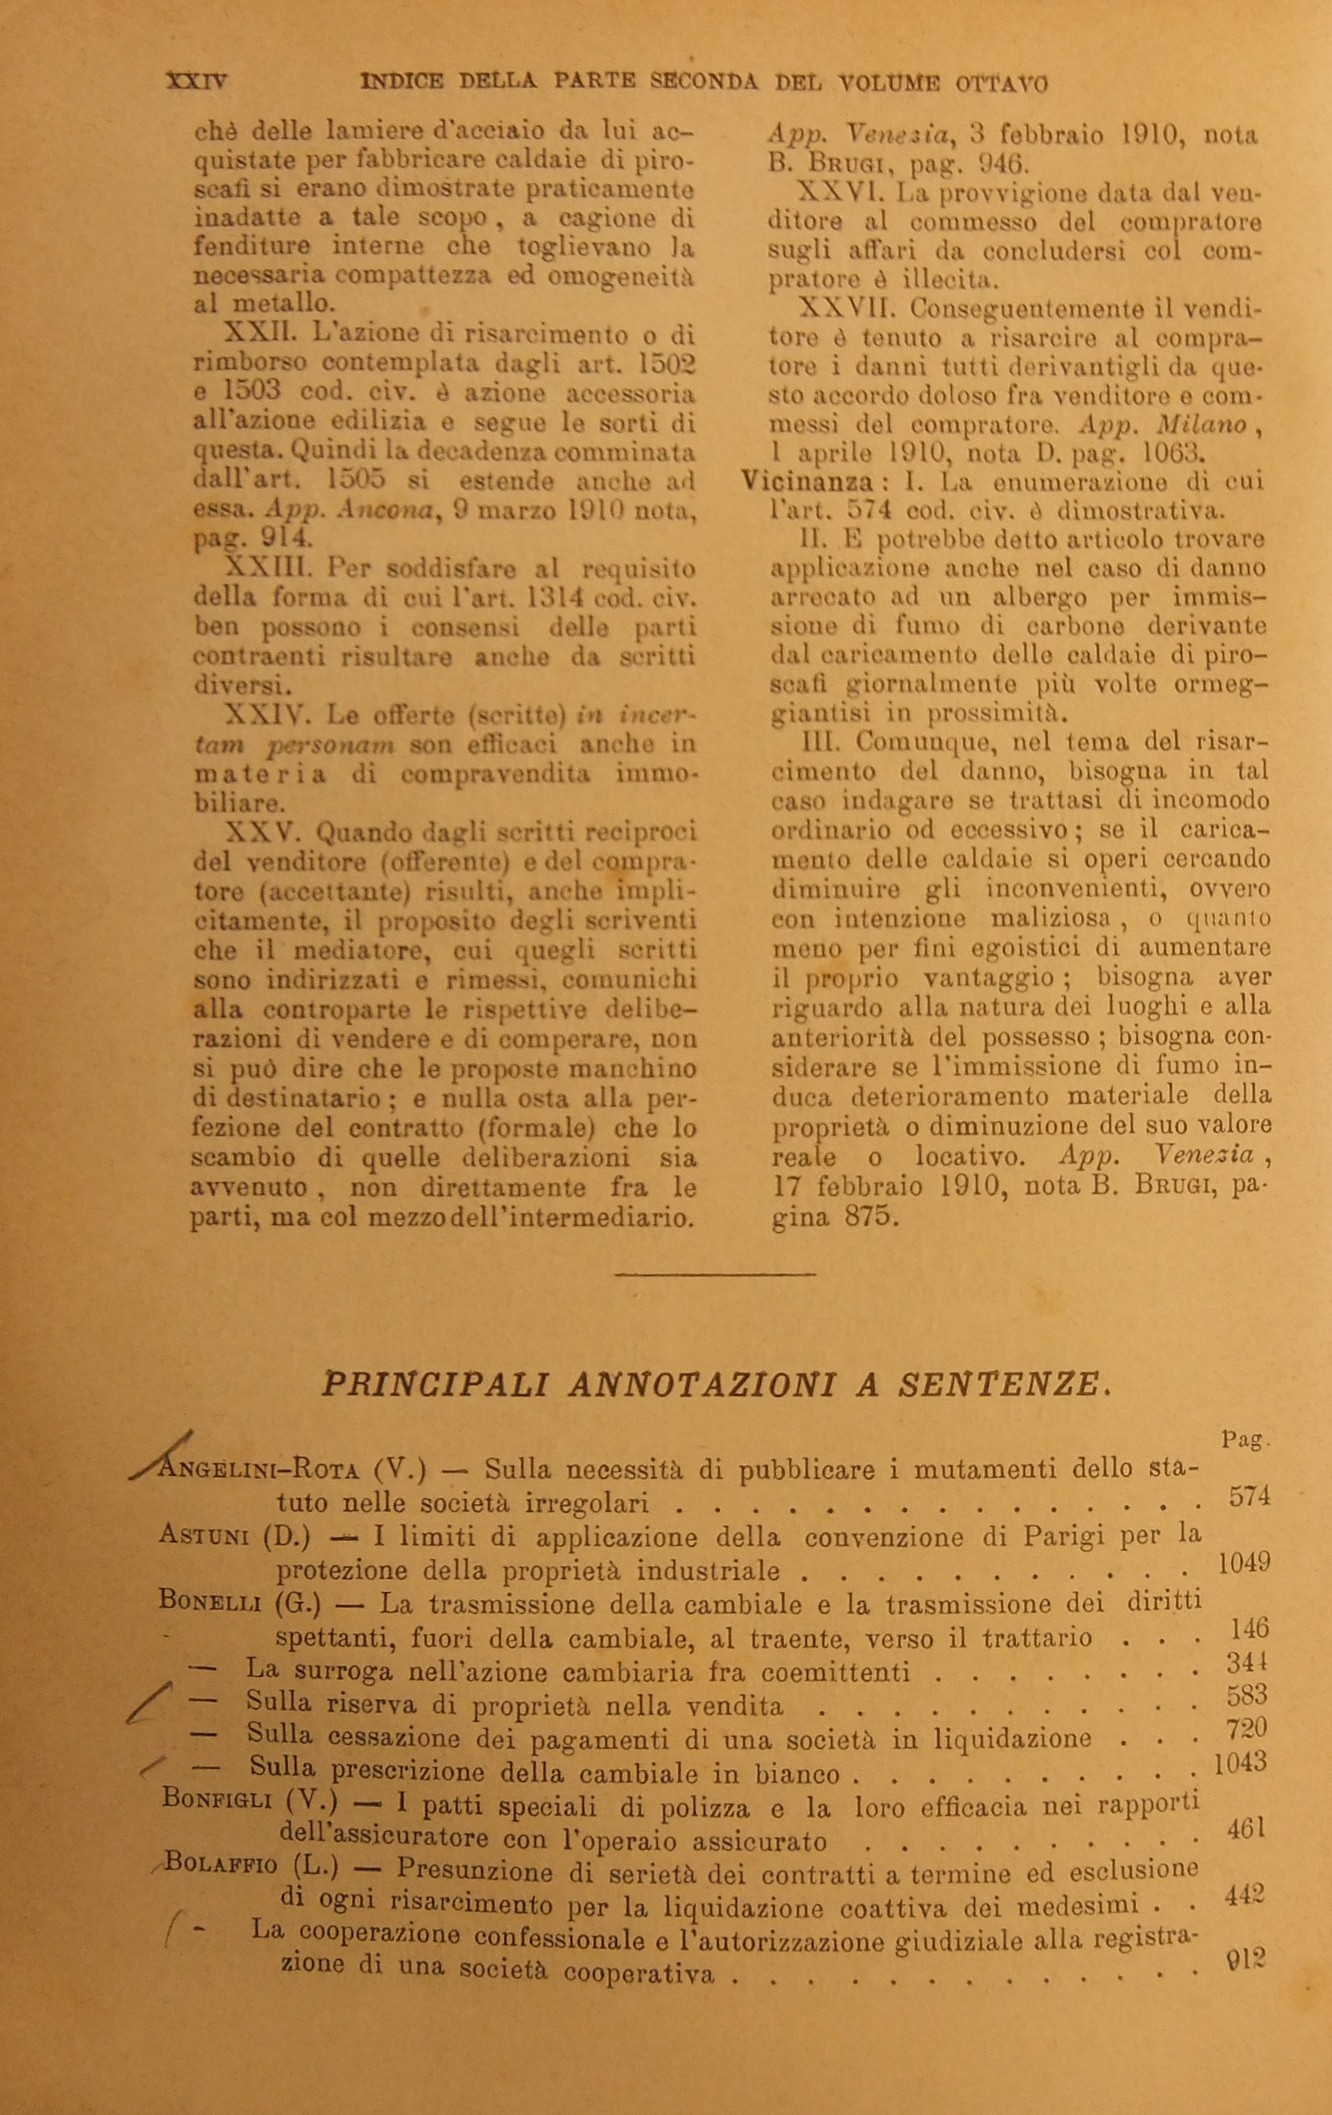 XXIV INDICE DELLA PARTE SECONDA DEL VOLUME OTTAVO
chè delle lamiere d'acciaio da lui ac-
quistate per fabbricare caldaie di piro-
scafi si erano dimostrate praticamente
inadatte a tale scopo, a cagione di
fenditure interne che toglievano la
necessaria compattezza ed omogeneità
al metallo.
XXII. L'azione di risarcimento o di
rimborso contemplata dagli art. 1502
e 1503 cod. civ. è azione accessoria
all'azione edilizia e segue le sorti di
questa. Quindi la decadenza comminata
dall'art. 1505 si estende anche ad
essa. App. Ancona, 9 marzo 1910 nota,
pag. 914.
XXIII. Per soddisfare al requisito
della forma di cui l'art. 1314 cod. civ.
ben possono i consensi delle parti
contraenti risultare anche da scritti
diversi.
XXIV. Le offerte (scritte) in incer-
tam personam son efficaci anche in
materia di compravendita immo-
biliare.
XXV. Quando dagli scritti reciproci
del venditore (offerente) e del compra-
tore (accettante) risulti, anche impli-
citamente, il proposito degli scriventi
che il mediatore, cui quegli scritti
sono indirizzati e rimessi, comunichi
alla controparte le rispettive delibe-
razioni di vendere e di comperare, non
si può dire che le proposte manchino
di destinatario; e nulla osta alla per-
fezione del contratto (formale) che lo
scambio di quelle deliberazioni sia
avvenuto, non direttamente fra le
parti, ma col mezzo dell'intermediario.
App. Venezia, 3 febbraio 1910, nota
B. BRUGI, pag. 946.
XXVI. La provvigione data dal ven-
ditore al commesso del compratore
sugli affari da concludersi col com-
pratore è illecita.
XXVII. Conseguentemente il vendi-
tore è tenuto a risarcire al compra-
tore i danni tutti derivantigli da que-
sto accordo doloso fra venditore e com-
messi del compratore. App. Milano,
1 aprile 1910, nota D. pag. 1063.
Vicinanza: I. La enumerazione di cui
l'art. 574 cod. civ. è dimostrativa.
II. E potrebbe detto articolo trovare
applicazione anche nel caso di danno
arrecato ad un albergo per immis-
sione di fumo di carbone derivante
dal caricamento delle caldaie di piro-
scafi giornalmente più volte ormeg-
giantisi in prossimità.
III. Comunque, nel tema del risar-
cimento del danno, bisogna in tal
caso indagare se trattasi di incomodo
ordinario od eccessivo; se il carica-
mento delle caldaie si operi cercando
diminuire gli inconvenienti, ovvero
con intenzione maliziosa, o quanto
meno per fini egoistici di aumentare
il proprio vantaggio; bisogna aver
riguardo alla natura dei luoghi e alla
anteriorità del possesso; bisogna con-
siderare se l'immissione di fumo in-
duca deterioramento materiale della
proprietà o diminuzione del suo valore
reale o locativo. App. Venezia,
17 febbraio 1910, nota B. BRUGI, pa-
gina 875.
PRINCIPALI ANNOTAZIONI A SENTENZE.
Pag.
ANGELINI-ROTA (V.) — Sulla necessità di pubblicare i mutamenti dello sta-
tuto nelle società irregolari . . . . . . . . . . . . . . . 574
ASTUNI (D.) — I limiti di applicazione della convenzione di Parigi per la
protezione della proprietà industriale . . . . . . . . . . . 1049
BONELLI (G.) — La trasmissione della cambiale e la trasmissione dei diritti
spettanti, fuori della cambiale, al traente, verso il trattario . . . 146
— La surroga nell'azione cambiaria fra coemittenti . . . . . . . . 344
— Sulla riserva di proprietà nella vendita . . . . . . . . . . . 583
— Sulla cessazione dei pagamenti di una società in liquidazione . . . 720
— Sulla prescrizione della cambiale in bianco . . . . . . . . . . 1043
BONFIGLI (V.) — I patti speciali di polizza e la loro efficacia nei rapporti
dell'assicuratore con l'operaio assicurato . . . . . . . . . . 461
BOLAFFIO (L.) — Presunzione di serietà dei contratti a termine ed esclusione
di ogni risarcimento per la liquidazione coattiva dei medesimi . . 442
- La cooperazione confessionale e l'autorizzazione giudiziale alla registra-
zione di una società cooperativa . . . . . . . . . . . . . 912